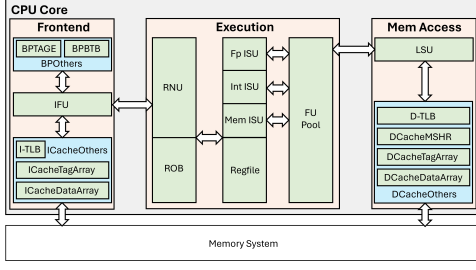 CPU Core
Frontend
BPTAGE
BPBTB
BPOthers
IFU
I-TLB
ICacheOthers
ICacheTagArray
ICacheDataArray
Execution
RNU
ROB
Fp ISU
Int ISU
Mem ISU
Regfile
FU
Pool
Mem Access
LSU
D-TLB
DCacheMSHR
DCacheTagArray
DCacheDataArray
DCacheOthers
Memory System